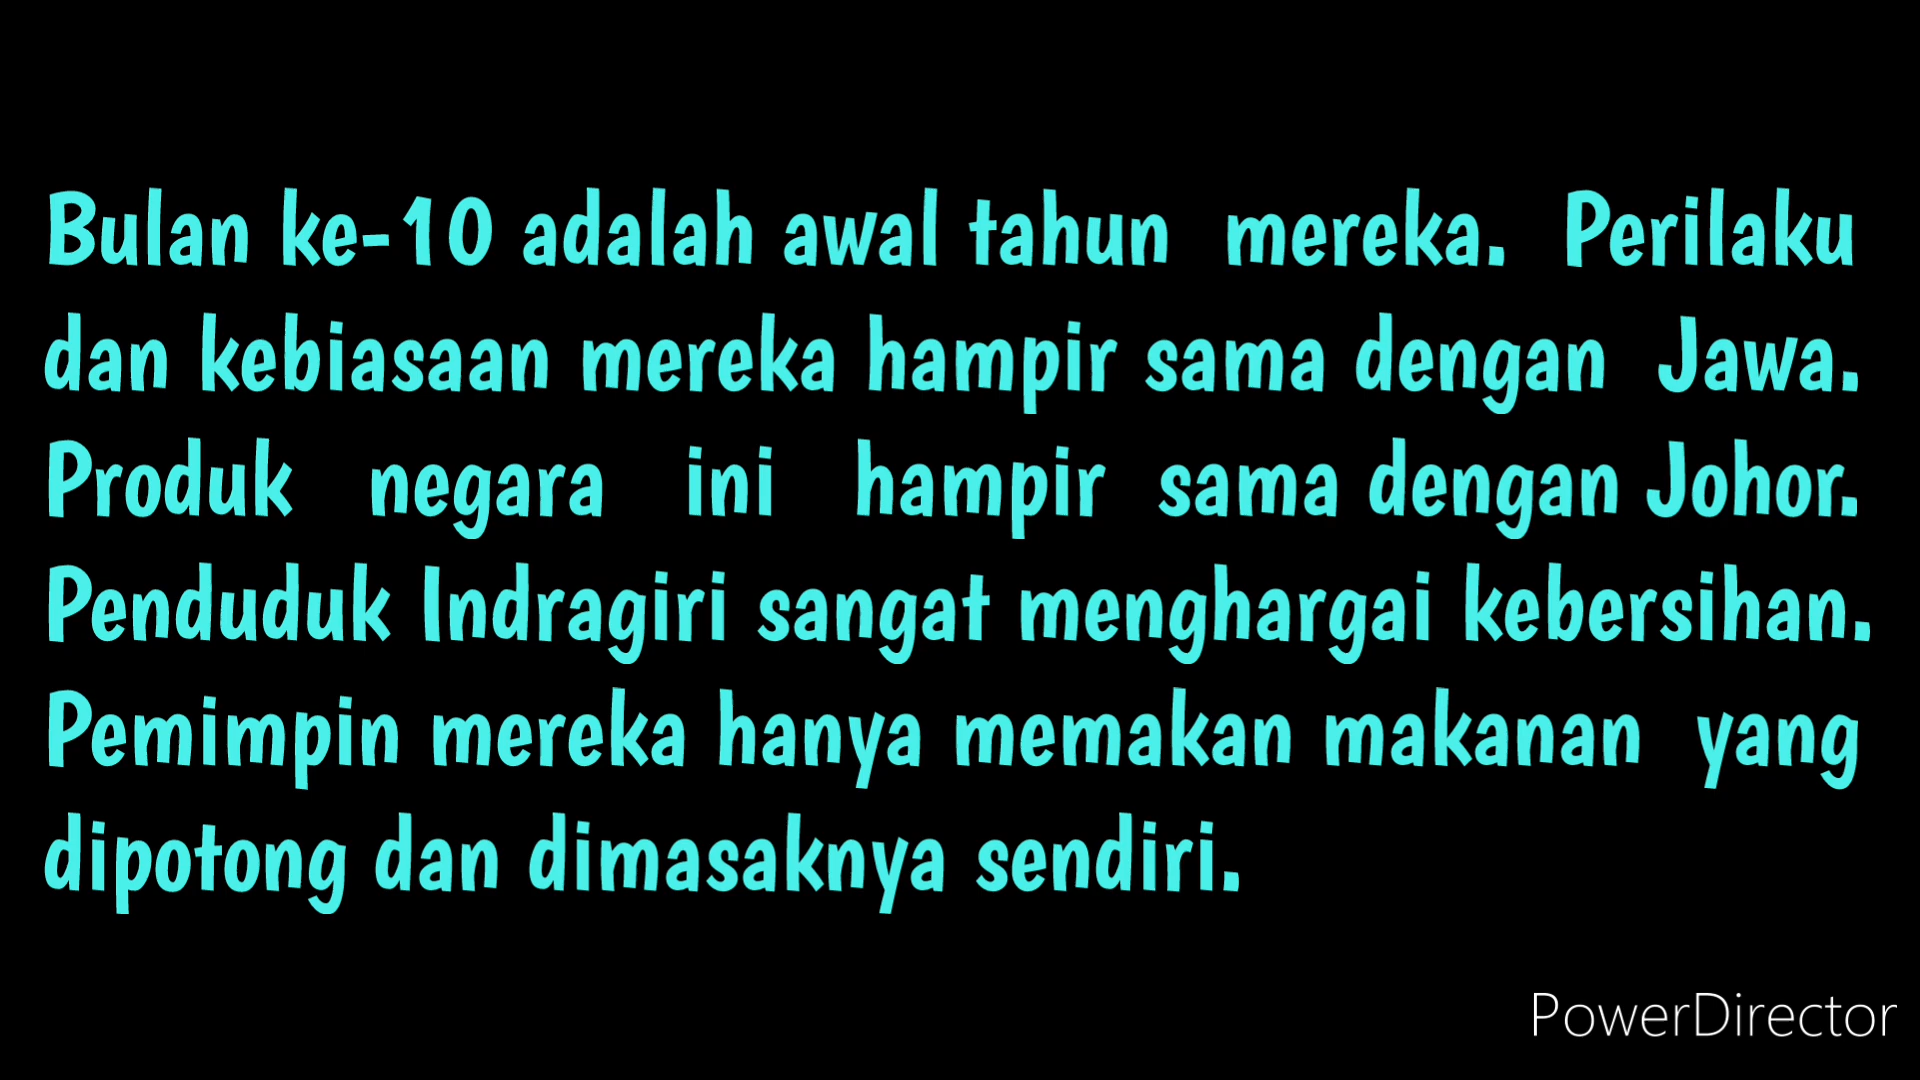 Bulan ke-10 adalah awal tahun mereka. Perilaku
dan kebiasaan mereka hampir sama dengan Jawa.
Produk negara ini hampir sama dengan Johor.
Penduduk Indragiri sangat menghargai kebersihan.
Pemimpin mereka hanya memakan makanan yang
dipotong dan dimasaknya sendiri.
PowerDirector